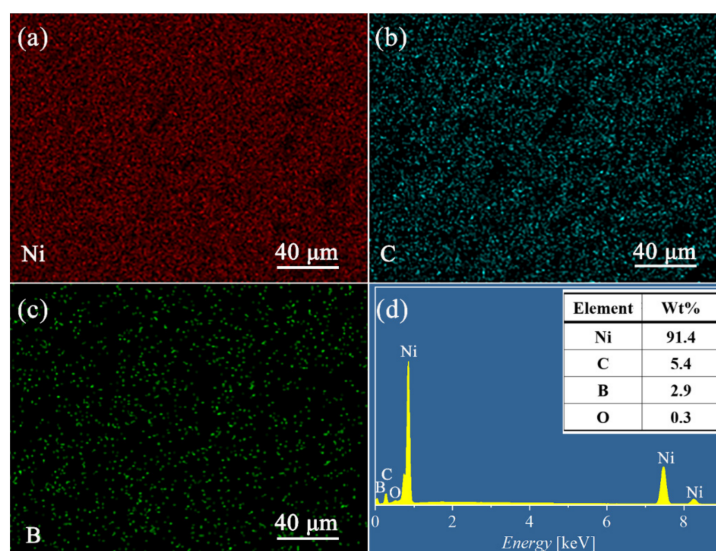 (a)
Ni
40 μm
(b)
C
40 μm
(c)
B
40 μm
(d)
Element Wt%
Ni 91.4
C 5.4
B 2.9
O 0.3
Ni
C
B
O
Ni
Ni
0 2 4 6 8
Energy [keV]